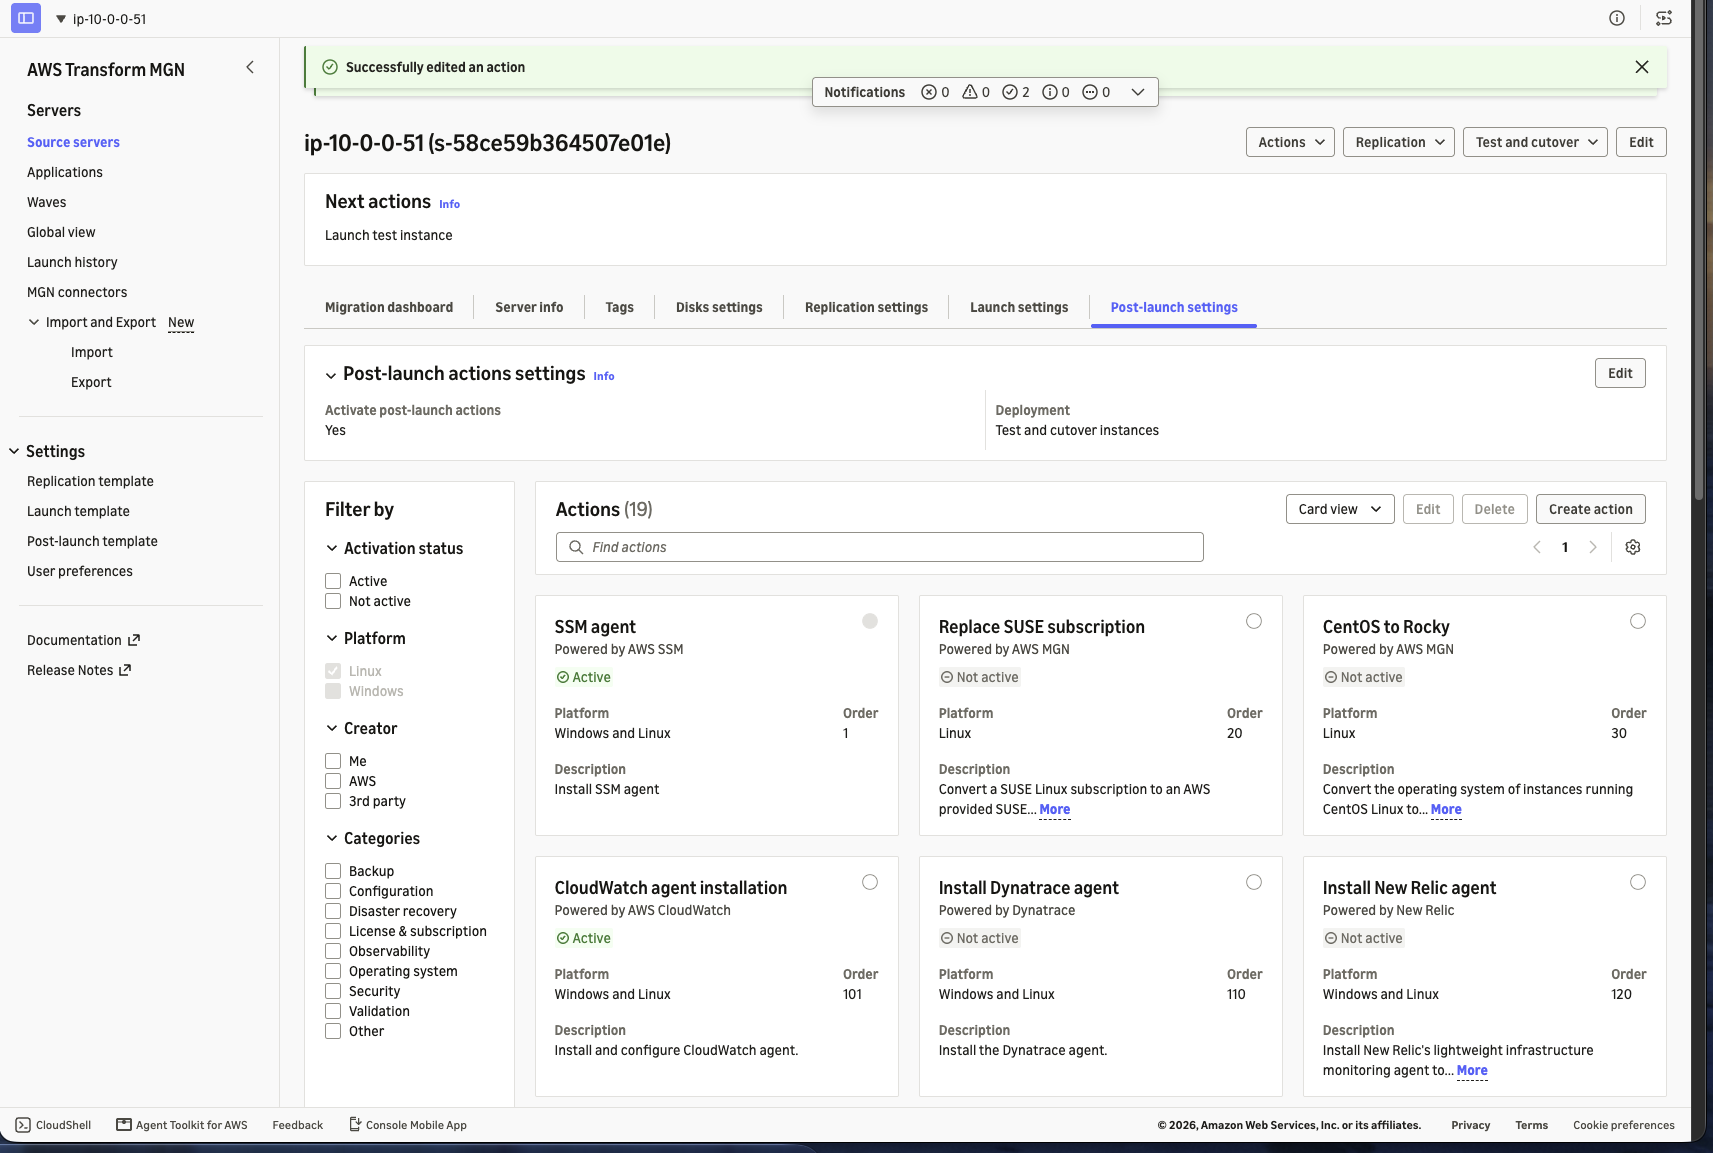 ip-10-0-0-51
AWS Transform MGN
Servers
Source servers
Applications
Waves
Global view
Launch history
MGN connectors
Import and Export New
Import
Export
Settings
Replication template
Launch template
Post-launch template
User preferences
Documentation
Release Notes
Successfully edited an action
Notifications 0 0 2 0 0
ip-10-0-0-51 (s-58ce59b364507e01e)
Actions Replication Test and cutover Edit
Next actions Info
Launch test instance
Migration dashboard Server info Tags Disks settings Replication settings Launch settings Post-launch settings
Post-launch actions settings Info Edit
Activate post-launch actions
Yes
Deployment
Test and cutover instances
Filter by
Activation status
Active
Not active
Platform
Linux
Windows
Creator
Me
AWS
3rd party
Categories
Backup
Configuration
Disaster recovery
License & subscription
Observability
Operating system
Security
Validation
Other
Actions (19) Card view Edit Delete Create action
Find actions 1
SSM agent
Powered by AWS SSM
Active
Platform Order
Windows and Linux 1
Description
Install SSM agent
Replace SUSE subscription
Powered by AWS MGN
Not active
Platform Order
Linux 20
Description
Convert a SUSE Linux subscription to an AWS
provided SUSE... More
CentOS to Rocky
Powered by AWS MGN
Not active
Platform Order
Linux 30
Description
Convert the operating system of instances running
CentOS Linux to... More
CloudWatch agent installation
Powered by AWS CloudWatch
Active
Platform Order
Windows and Linux 101
Description
Install and configure CloudWatch agent.
Install Dynatrace agent
Powered by Dynatrace
Not active
Platform Order
Windows and Linux 110
Description
Install the Dynatrace agent.
Install New Relic agent
Powered by New Relic
Not active
Platform Order
Windows and Linux 120
Description
Install New Relic's lightweight infrastructure
monitoring agent to... More
CloudShell Agent Toolkit for AWS Feedback Console Mobile App © 2026, Amazon Web Services, Inc. or its affiliates. Privacy Terms Cookie preferences